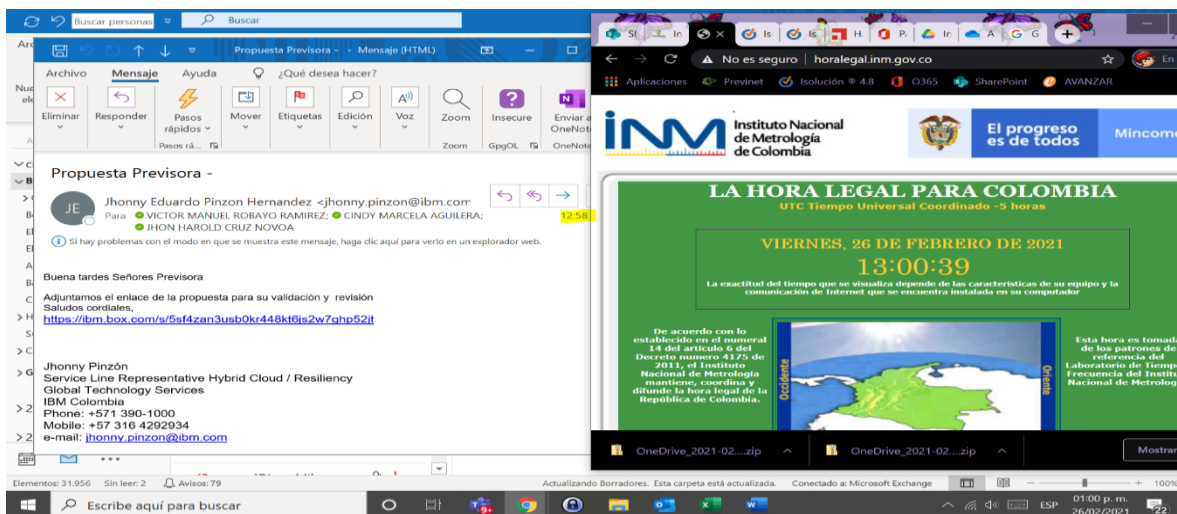 Buscar personas
Buscar
Propuesta Previsora - - Mensaje (HTML)
Archivo Mensaje Ayuda ¿Qué desea hacer?
Eliminar Responder Pasos rápidos Mover Etiquetas Edición Voz Zoom Insecure Enviar a OneNote
Pasos rá... Zoom GpgOL OneNote
Propuesta Previsora -
JE
Jhonny Eduardo Pinzon Hernandez <jhonny.pinzon@ibm.com
Para VICTOR MANUEL ROBAYO RAMIREZ; CINDY MARCELA AGUILERA;
JHON HAROLD CRUZ NOVOA
12:58
Si hay problemas con el modo en que se muestra este mensaje, haga clic aquí para verlo en un explorador web.
Buena tardes Señores Previsora
Adjuntamos el enlace de la propuesta para su validación y revisión
Saludos cordiales,
https://ibm.box.com/s/5sf4zan3usb0kr448kt6js2w7qhp52jt
Jhonny Pinzón
Service Line Representative Hybrid Cloud / Resiliency
Global Technology Services
IBM Colombia
Phone: +571 390-1000
Mobile: +57 316 4292934
e-mail: jhonny.pinzon@ibm.com
Elementos: 31.956 Sin leer: 2 Avisos: 79
Actualizando Borradores. Esta carpeta está actualizada. Conectado a: Microsoft Exchange 100%
No es seguro horalegal.inm.gov.co En
Aplicaciones Previnet Isolución ® 4.8 O365 SharePoint AVANZAR
INM
Instituto Nacional
de Metrología
de Colombia
El progreso
es de todos
Mincome
LA HORA LEGAL PARA COLOMBIA
UTC Tiempo Universal Coordinado -5 horas
VIERNES, 26 DE FEBRERO DE 2021
13:00:39
La exactitud del tiempo que se visualiza depende de las características de su equipo y la
comunicación de Internet que se encuentra instalada en su computador
De acuerdo con lo
establecido en el numeral
14 del artículo 6 del
Decreto numero 4175 de
2011, el Instituto
Nacional de Metrología
mantiene, coordina y
difunde la hora legal de la
República de Colombia.
Occidente
Oriente
Esta hora es tomada
de los patrones de
referencia del
Laboratorio de Tiempo
Frecuencia del Institu
Nacional de Metrolog
OneDrive_2021-02....zip
OneDrive_2021-02....zip
Mostrar
Escribe aquí para buscar
ESP
01:00 p. m.
26/02/2021
22